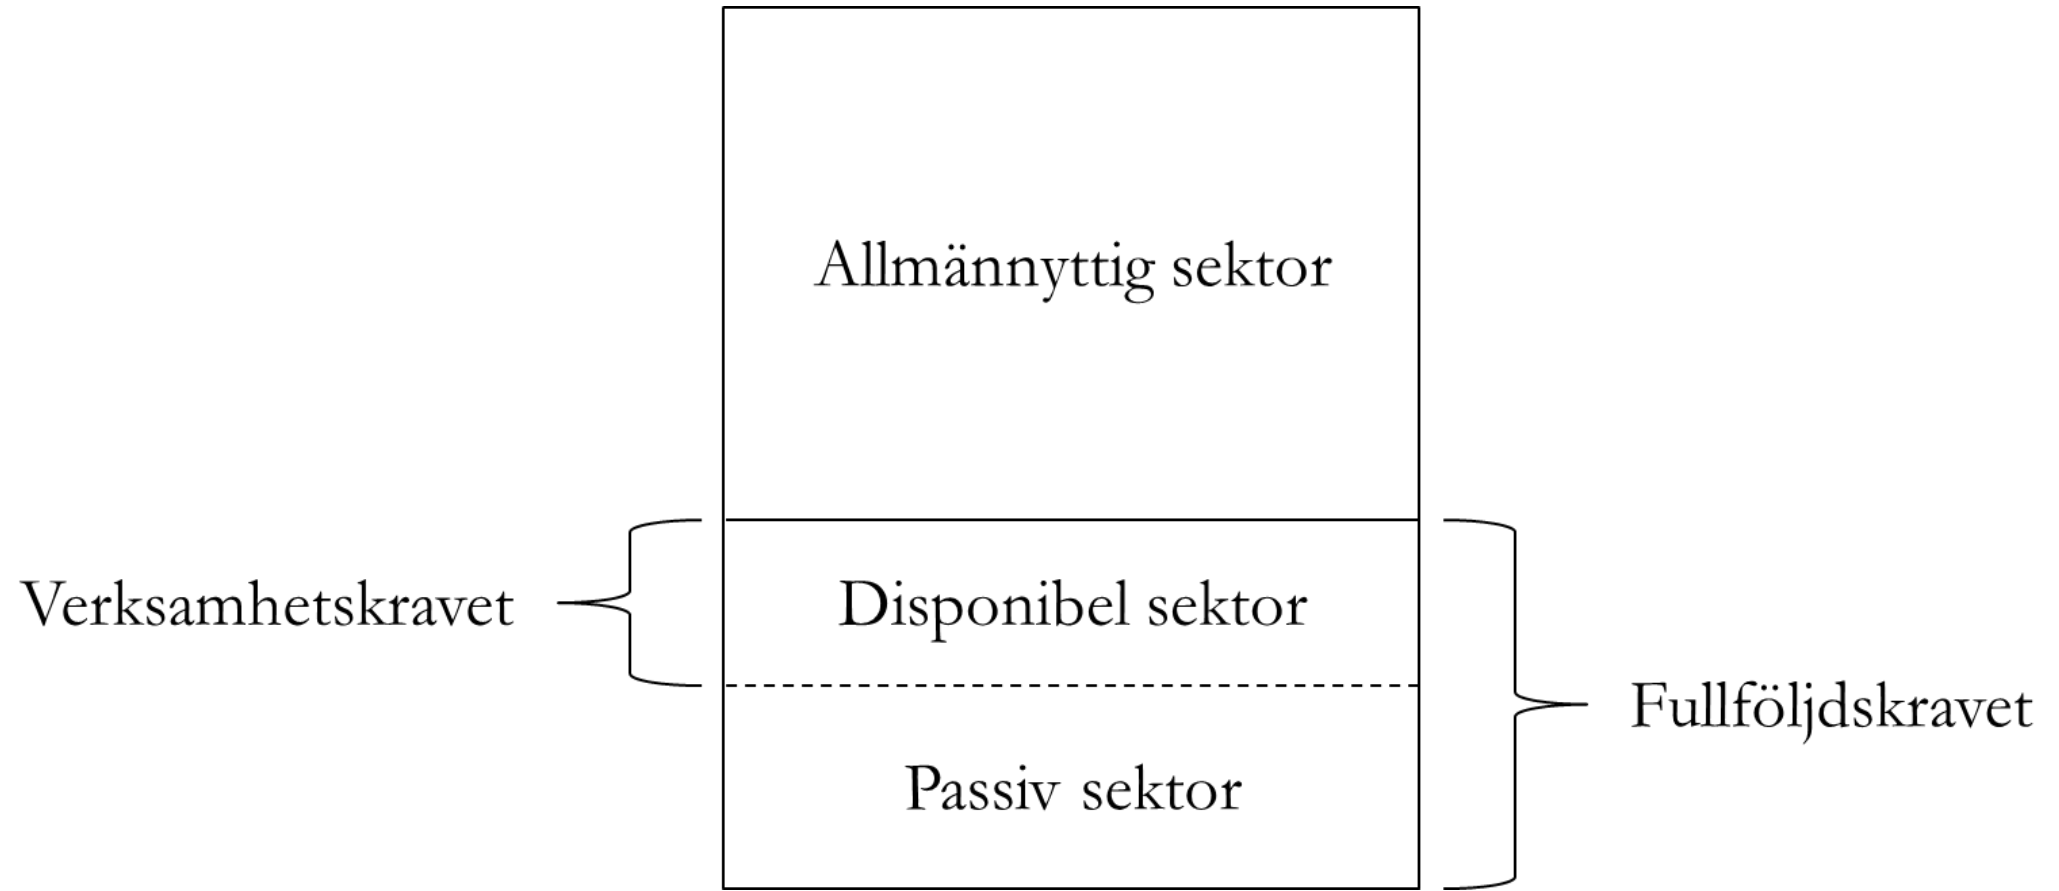 Allmännyttig sektor
Verksamhetskravet
Disponibel sektor
Fullföljdskravet
Passiv sektor